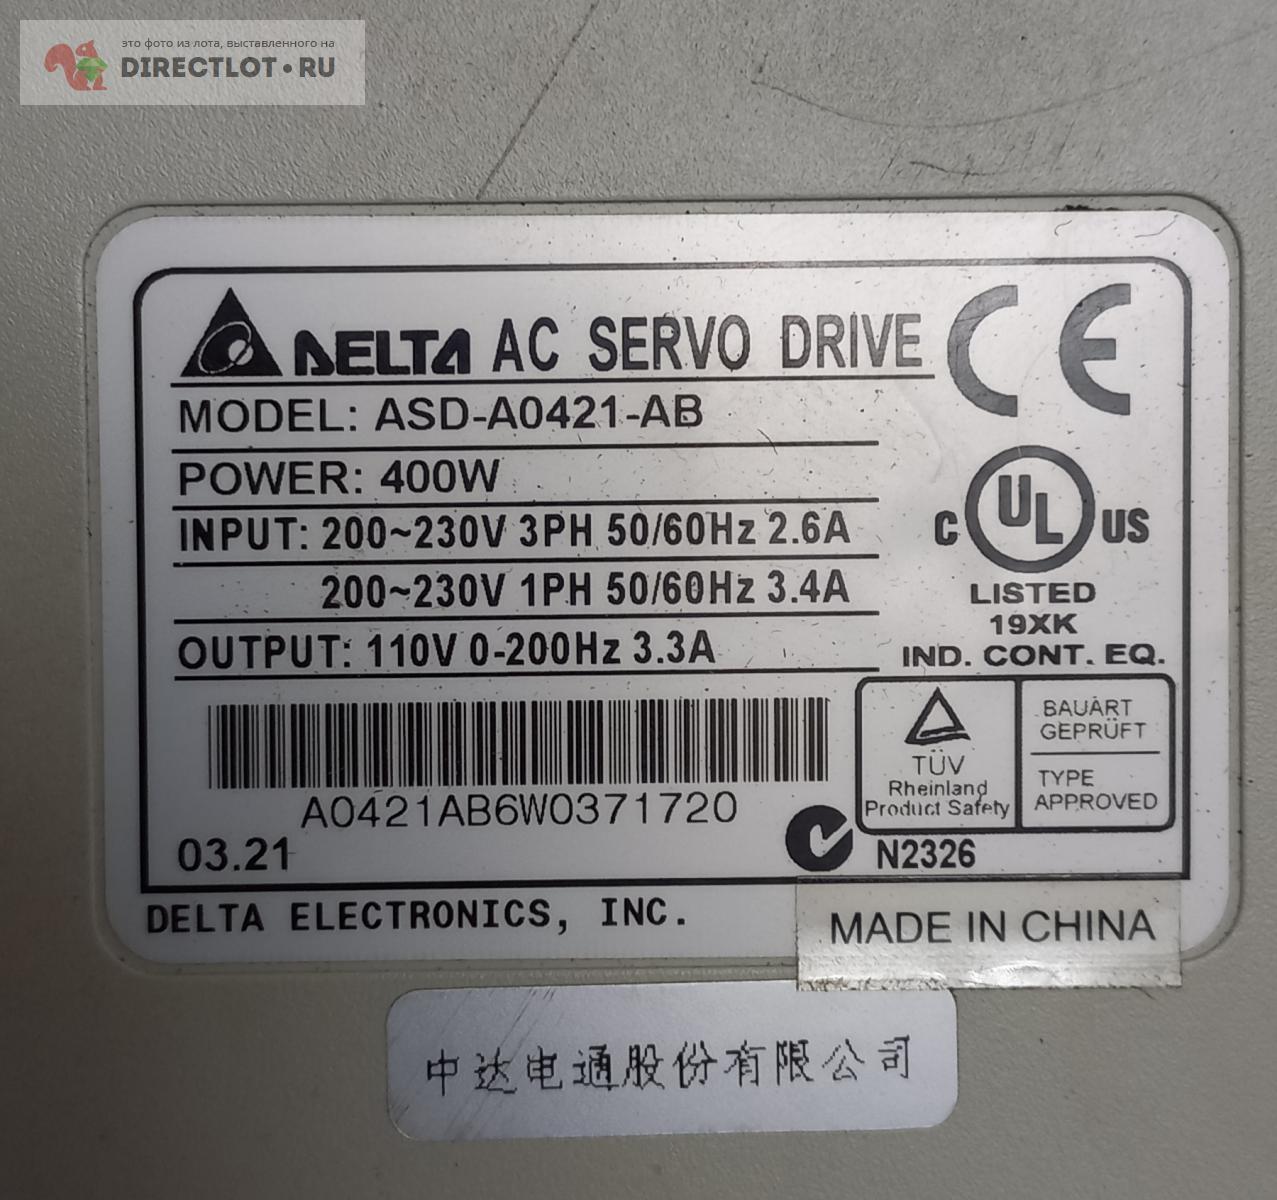 это фото из лота, выставленного на
DIRECTLOT•RU
DELTA AC SERVO DRIVE CE
MODEL: ASD-A0421-AB
POWER: 400W
INPUT: 200~230V 3PH 50/60Hz 2.6A
200~230V 1PH 50/60Hz 3.4A
OUTPUT: 110V 0-200Hz 3.3A
C UL US
LISTED
19XK
IND. CONT. EQ.
A0421AB6W0371720
03.21
TÜV
Rheinland
Product Safety
BAUART
GEPRÜFT
TYPE
APPROVED
N2326
DELTA ELECTRONICS, INC.
MADE IN CHINA
中达电通股份有限公司